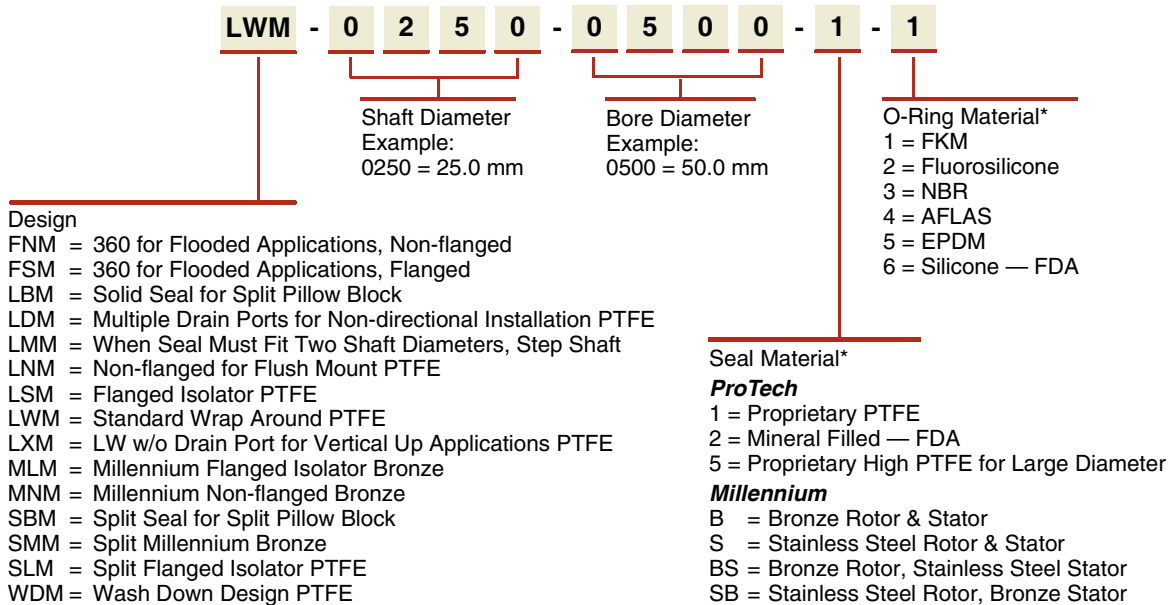 LWM - 0 2 5 0 - 0 5 0 0 - 1 - 1
Shaft Diameter
Example:
0250 = 25.0 mm
Bore Diameter
Example:
0500 = 50.0 mm
O-Ring Material*
1 = FKM
2 = Fluorosilicone
3 = NBR
4 = AFLAS
5 = EPDM
6 = Silicone — FDA
Design
FNM = 360 for Flooded Applications, Non-flanged
FSM = 360 for Flooded Applications, Flanged
LBM = Solid Seal for Split Pillow Block
LDM = Multiple Drain Ports for Non-directional Installation PTFE
LMM = When Seal Must Fit Two Shaft Diameters, Step Shaft
LNM = Non-flanged for Flush Mount PTFE
LSM = Flanged Isolator PTFE
LWM = Standard Wrap Around PTFE
LXM = LW w/o Drain Port for Vertical Up Applications PTFE
MLM = Millennium Flanged Isolator Bronze
MNM = Millennium Non-flanged Bronze
SBM = Split Seal for Split Pillow Block
SMM = Split Millennium Bronze
SLM = Split Flanged Isolator PTFE
WDM = Wash Down Design PTFE
Seal Material*
ProTech
1 = Proprietary PTFE
2 = Mineral Filled — FDA
5 = Proprietary High PTFE for Large Diameter
Millennium
B = Bronze Rotor & Stator
S = Stainless Steel Rotor & Stator
BS = Bronze Rotor, Stainless Steel Stator
SB = Stainless Steel Rotor, Bronze Stator